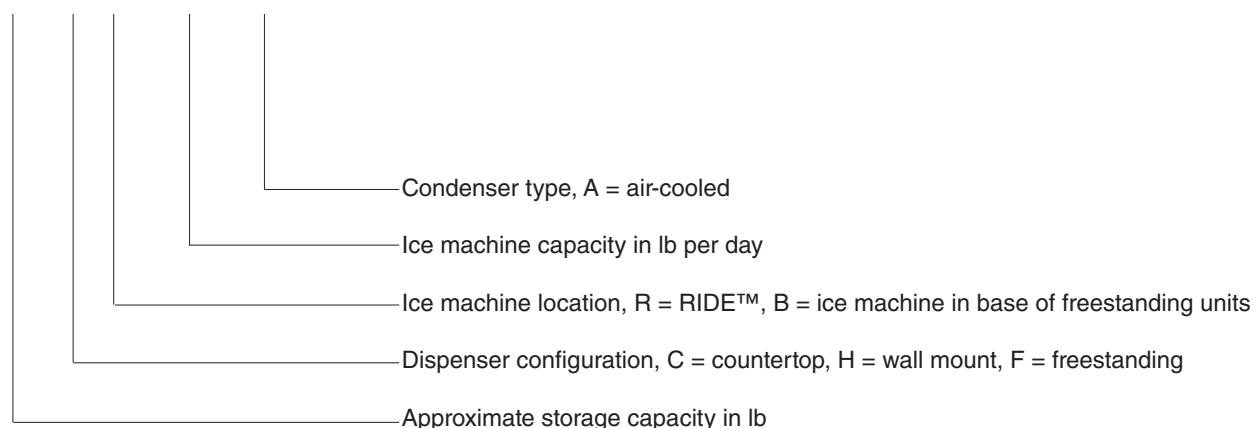 Condenser type, A = air-cooled
Ice machine capacity in lb per day
Ice machine location, R = RIDE™, B = ice machine in base of freestanding units
Dispenser configuration, C = countertop, H = wall mount, F = freestanding
Approximate storage capacity in lb